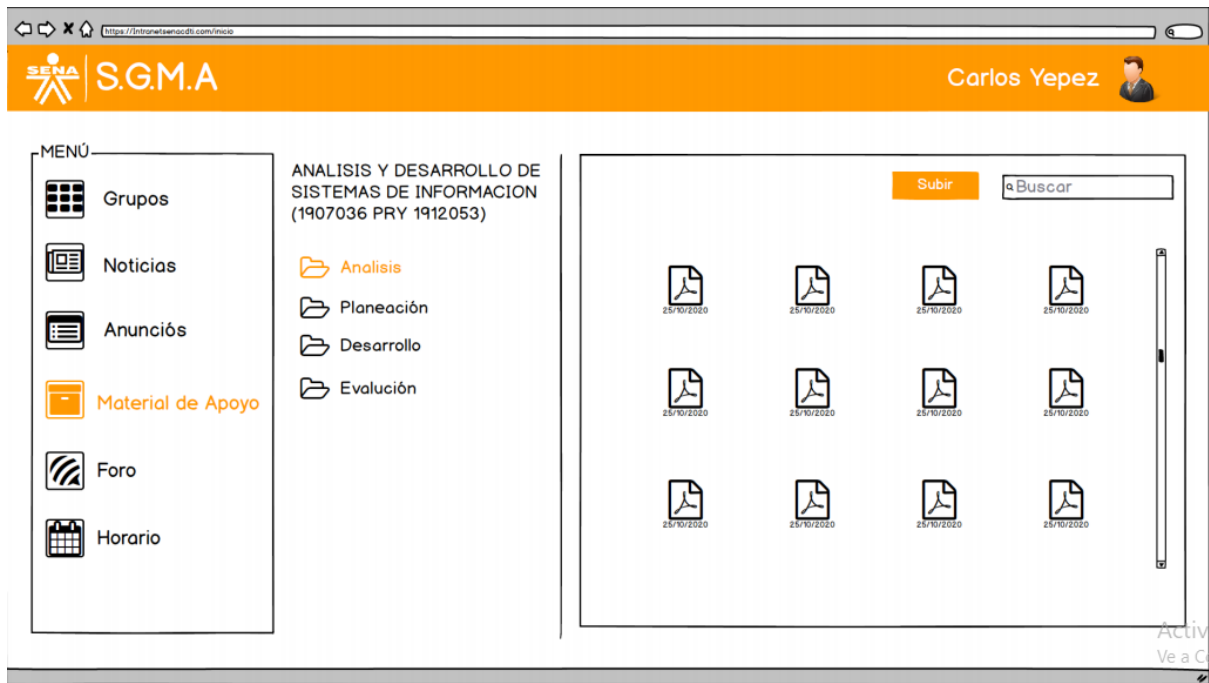 https://Intranetsenacdti.com/inicio
SENA
S.G.M.A
Carlos Yepez
MENÚ
Grupos
Noticias
Anunciós
Material de Apoyo
Foro
Horario
ANALISIS Y DESARROLLO DE
SISTEMAS DE INFORMACION
(1907036 PRY 1912053)
Analisis
Planeación
Desarrollo
Evalución
Subir
Buscar
25/10/2020
25/10/2020
25/10/2020
25/10/2020
25/10/2020
25/10/2020
25/10/2020
25/10/2020
25/10/2020
25/10/2020
25/10/2020
25/10/2020
Activ
Ve a C